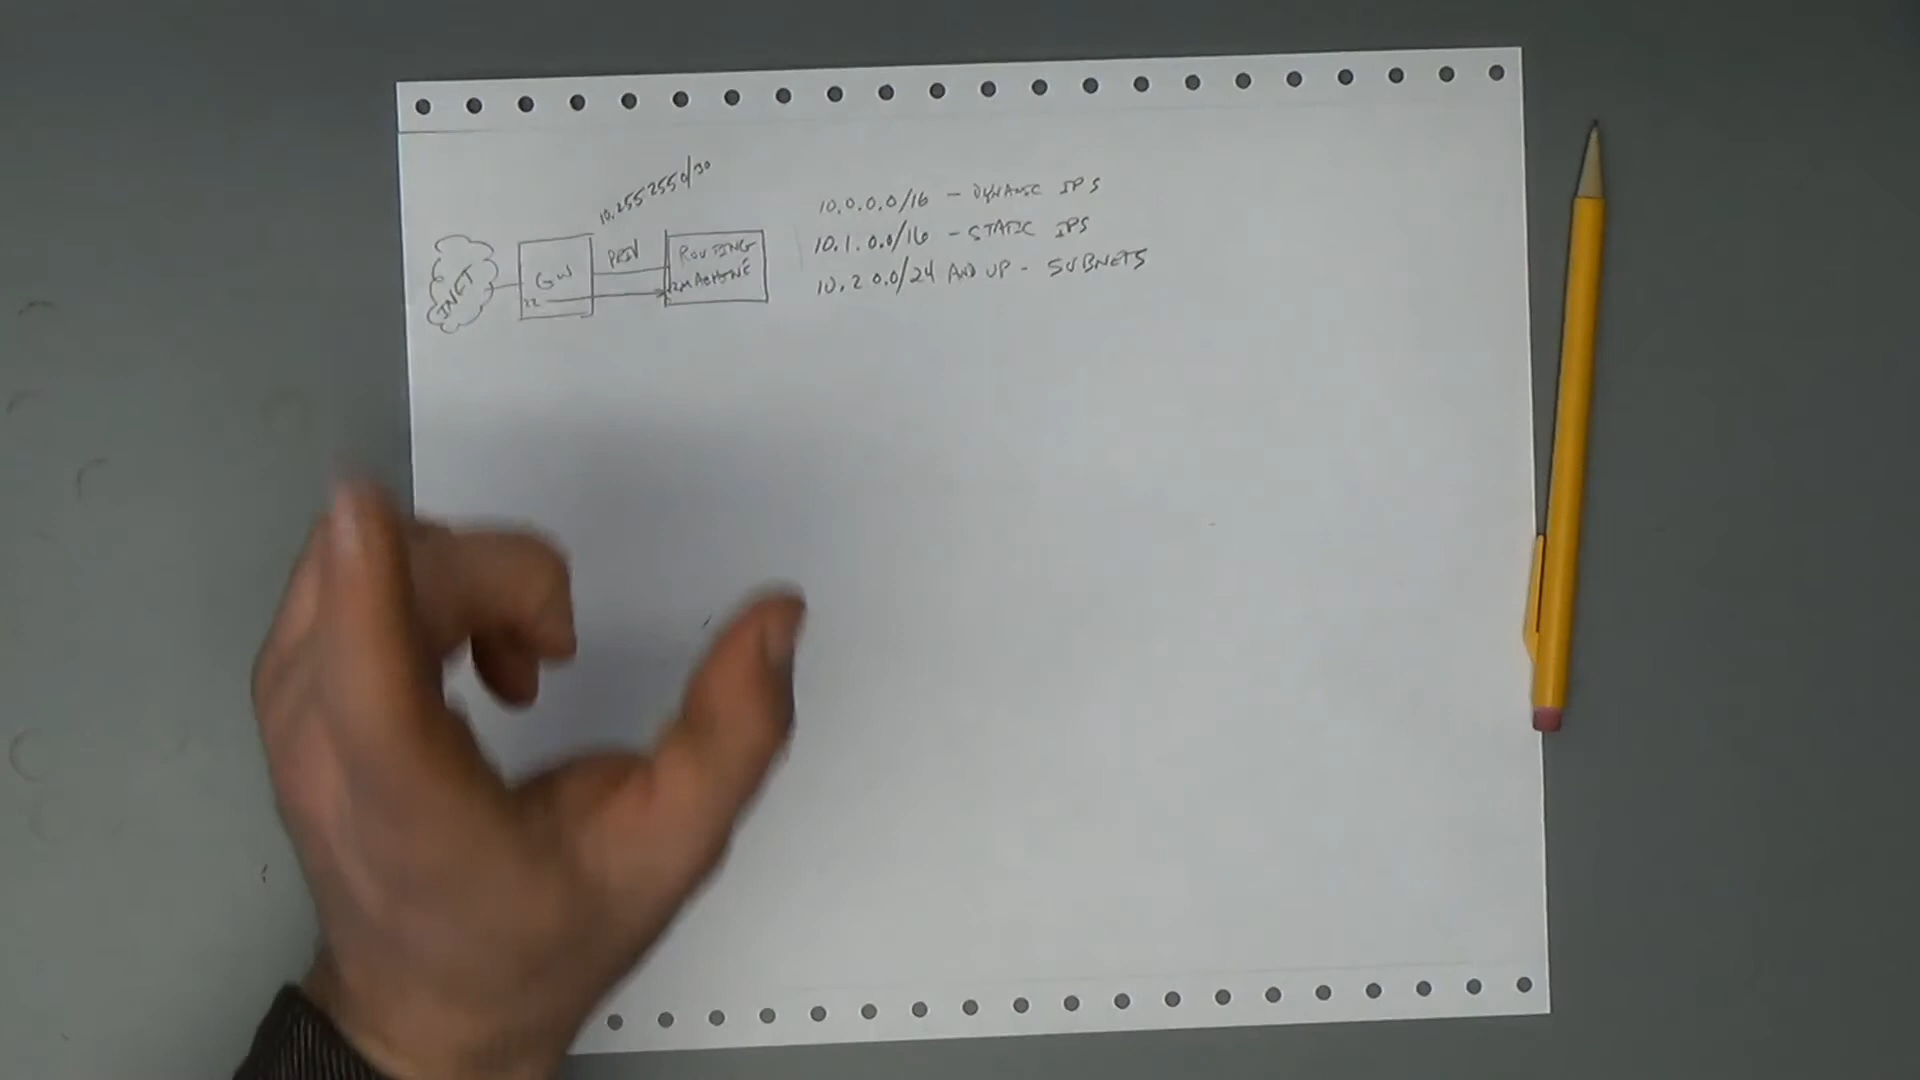 10.255 255 0/30
INET
GW
22
PRIV
ROUTING
MACHINE
10.0.0.0/16 - DYNAMIC IPS
10.1.0.0/16 - STATIC IPS
10.2 0.0/24 AND UP - SUBNETS